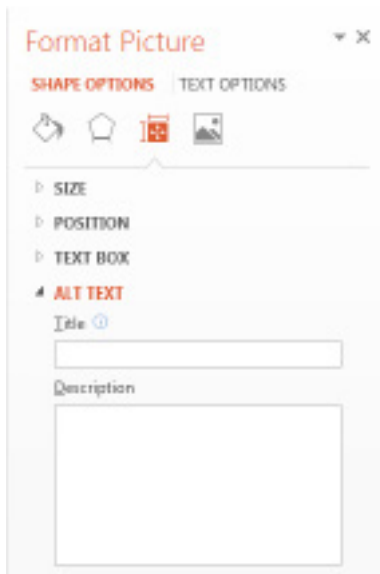 Format Picture
SHAPE OPTIONS TEXT OPTIONS
SIZE
POSITION
TEXT BOX
ALT TEXT
Title
Description